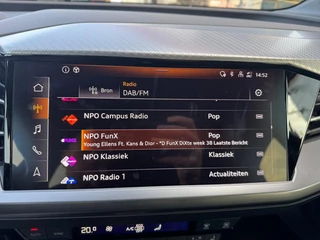 14:52
Bron
Radio
DAB/FM
NPO Campus Radio Pop
NPO FunX Pop
Young Ellens Ft. Kans & Dior - *D FunX DiXte week 38 Laatste Bericht
NPO Klassiek Klassiek
NPO Radio 1 Actualiteiten
20.0